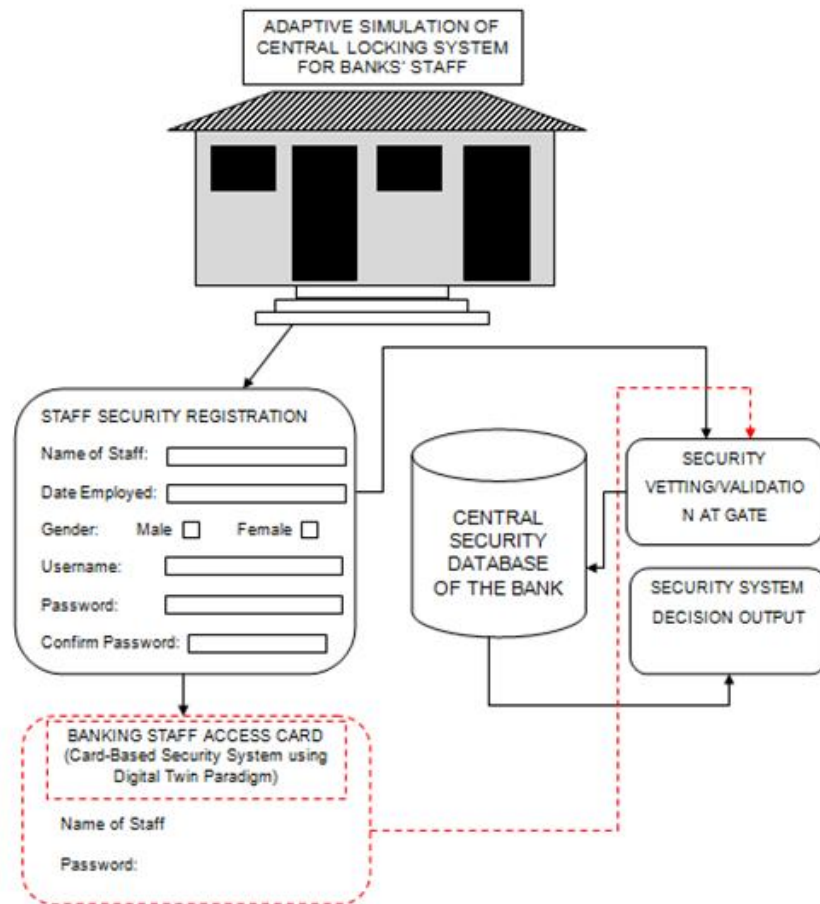 ADAPTIVE SIMULATION OF
CENTRAL LOCKING SYSTEM
FOR BANKS' STAFF
STAFF SECURITY REGISTRATION
Name of Staff:
Date Employed:
Gender: Male Female
Username:
Password:
Confirm Password:
CENTRAL
SECURITY
DATABASE
OF THE BANK
SECURITY
VETTING/VALIDATIO
N AT GATE
SECURITY SYSTEM
DECISION OUTPUT
BANKING STAFF ACCESS CARD
(Card-Based Security System using
Digital Twin Paradigm)
Name of Staff
Password: